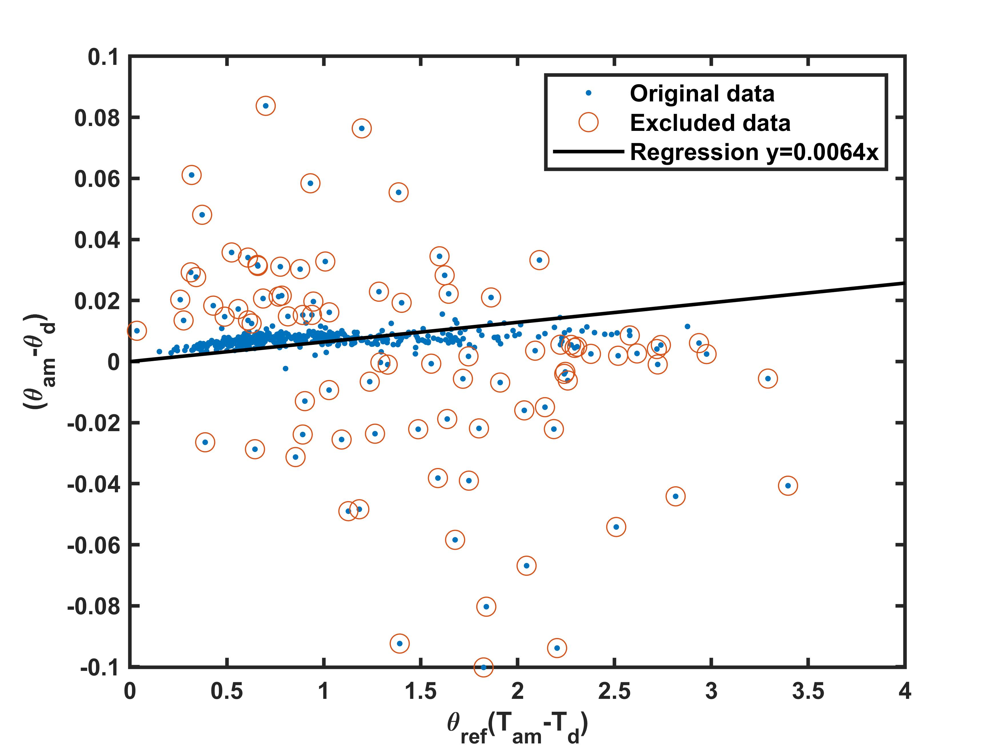 0.1
0.08
0.06
0.04
0.02
0
-0.02
-0.04
-0.06
-0.08
-0.1
(θam-θd)
Original data
Excluded data
Regression y=0.0064x
0 0.5 1 1.5 2 2.5 3 3.5 4
θref(Tam-Td)